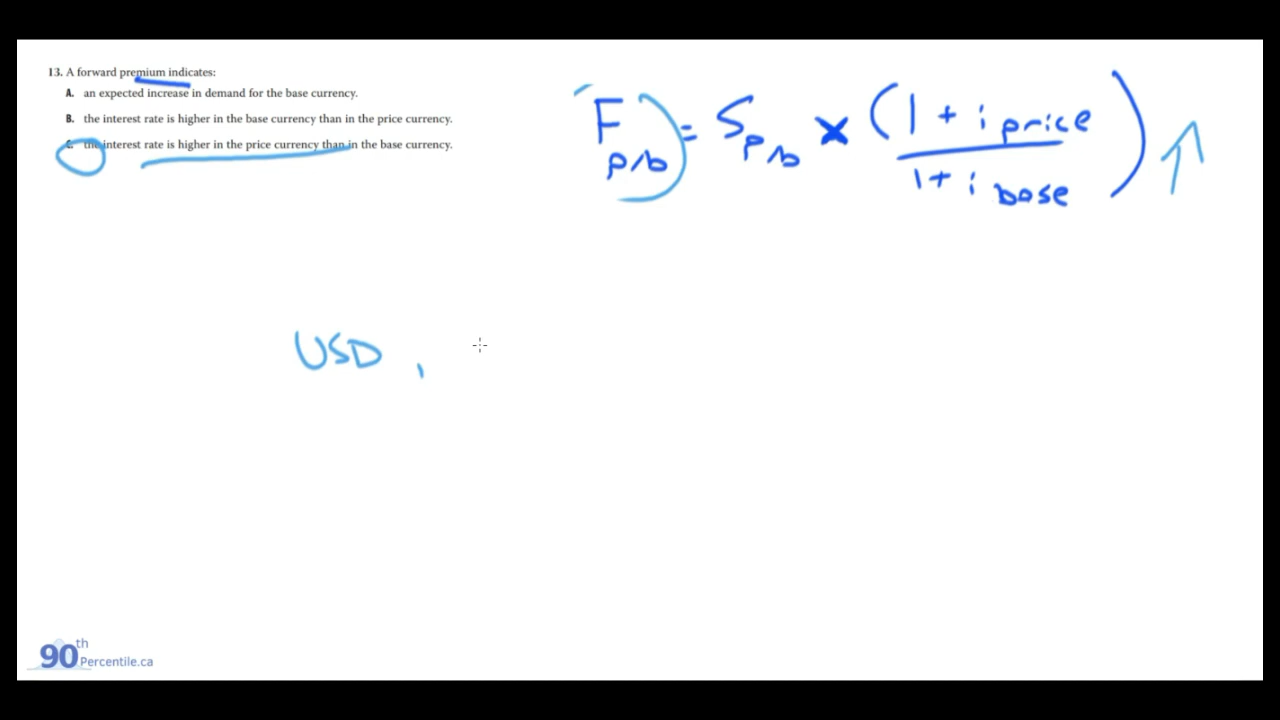 13. A forward premium indicates:
A. an expected increase in demand for the base currency.
B. the interest rate is higher in the base currency than in the price currency.
C. the interest rate is higher in the price currency than in the base currency.
F p/b = S p/b × (1 + i price
1 + i base)
USD ,
90th
Percentile.ca